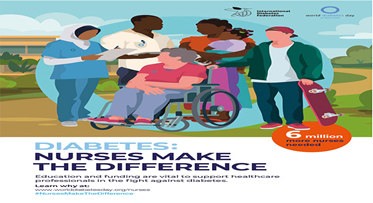 International
Diabetes
Federation
world diabetes day
6 million
more nurses
needed
DIABETES:
NURSES MAKE
THE DIFFERENCE
Education and funding are vital to support healthcare
professionals in the fight against diabetes.
Learn why at:
www.worlddiabetesday.org/nurses
#NursesMakeTheDifference